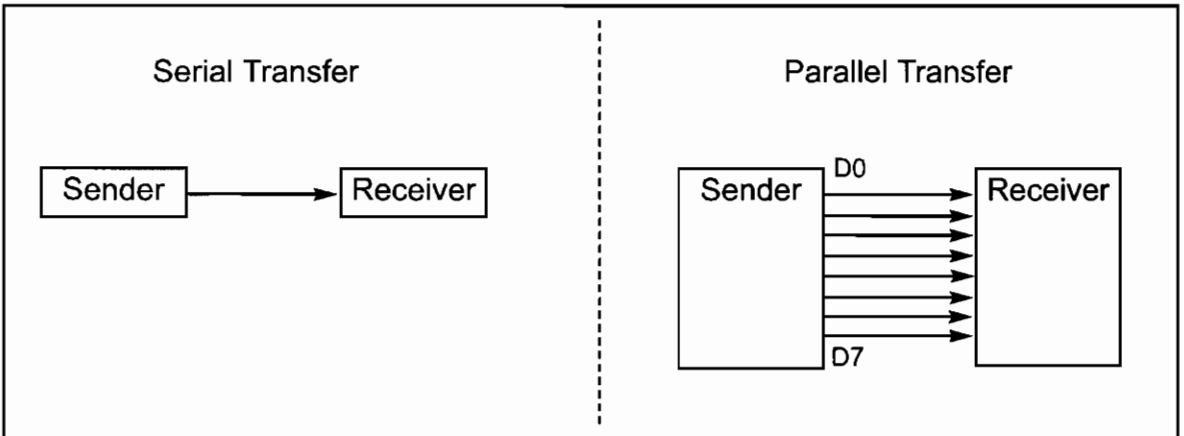 Serial Transfer
Sender
Receiver
Parallel Transfer
D0
Sender
Receiver
D7